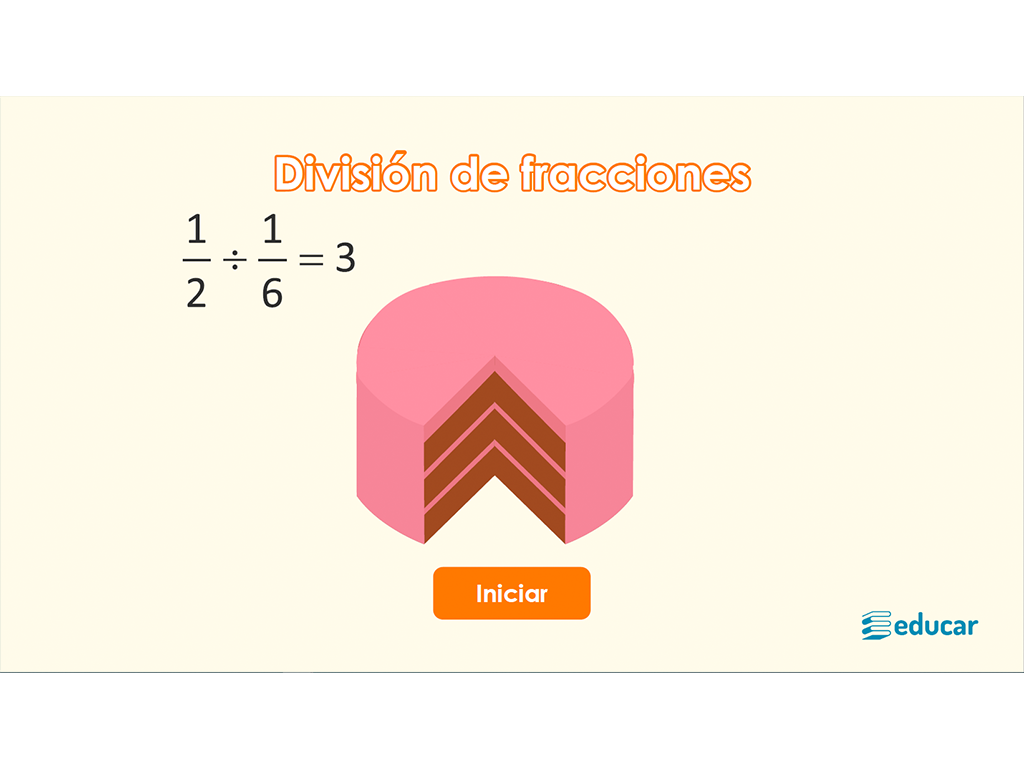 División de fracciones
1/2 ÷ 1/6 = 3
Iniciar
educar